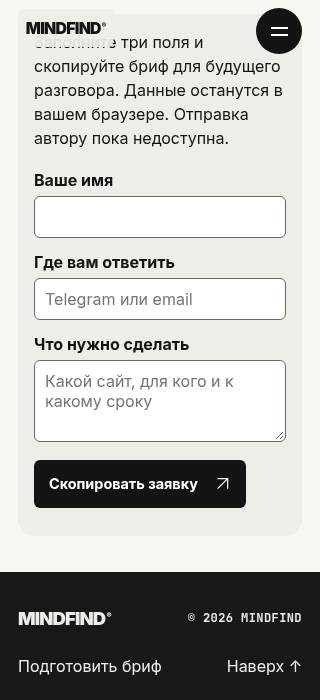 MINDFIND®
Заполните три поля и
скопируйте бриф для будущего
разговора. Данные останутся в
вашем браузере. Отправка
автору пока недоступна.
Ваше имя
Где вам ответить
Telegram или email
Что нужно сделать
Какой сайт, для кого и к
какому сроку
Скопировать заявку
MINDFIND®
© 2026 MINDFIND
Подготовить бриф
Наверх ↑